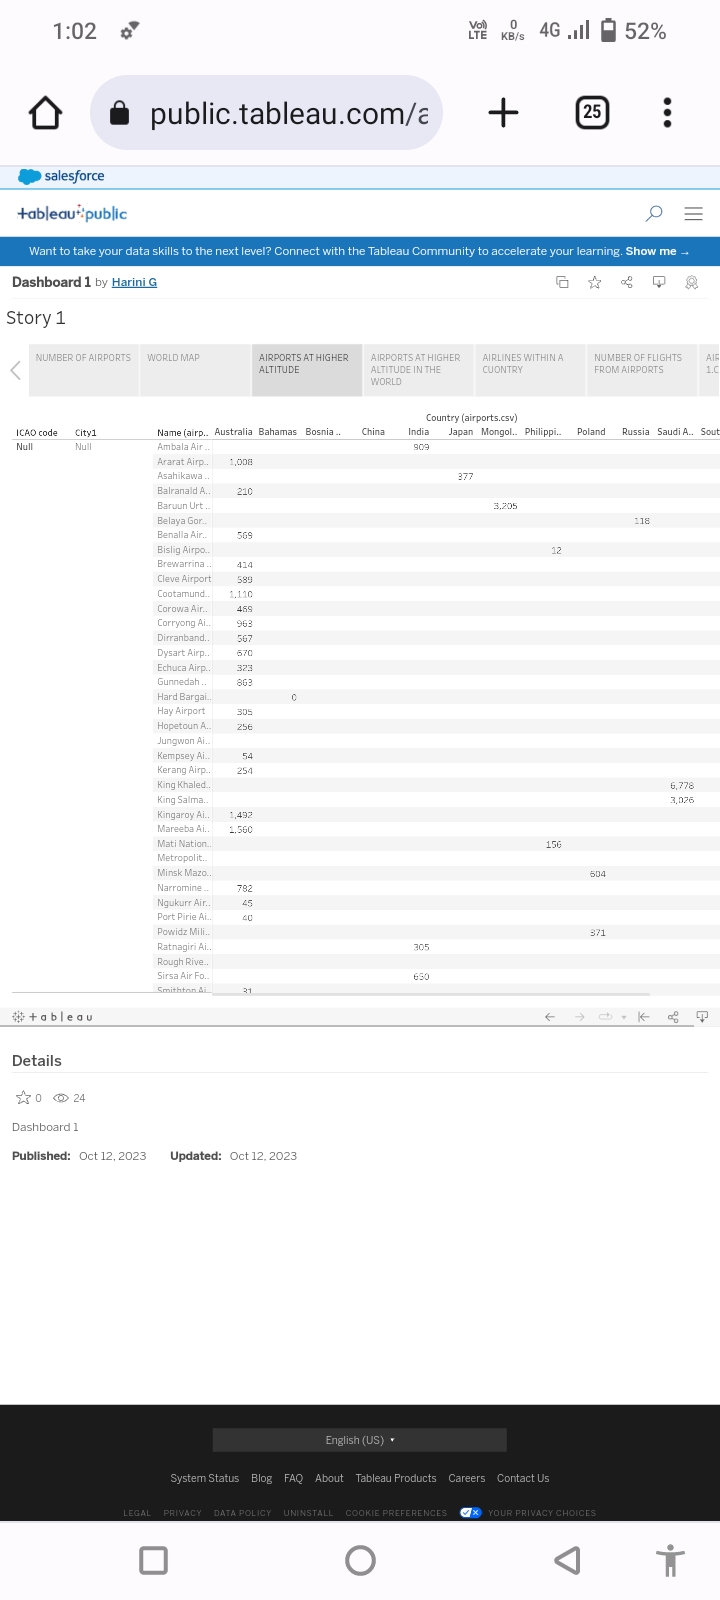 1:02 Vo) LTE 0 KB/s 4G 52%
public.tableau.com/a 25
salesforce
+ableau public
Want to take your data skills to the next level? Connect with the Tableau Community to accelerate your learning. Show me →
Dashboard 1 by Harini G
Story 1
NUMBER OF AIRPORTS
WORLD MAP
AIRPORTS AT HIGHER
ALTITUDE
AIRPORTS AT HIGHER
ALTITUDE IN THE
WORLD
AIRLINES WITHIN A
CUONTRY
NUMBER OF FLIGHTS
FROM AIRPORTS
AIR
1.C
Country (airports.csv)
ICAO code City1 Name (airp.. Australia Bahamas Bosnia .. China India Japan Mongol.. Philippi.. Poland Russia Saudi A.. Sout
Null Null Ambala Air .. 909
Ararat Airp.. 1,008
Asahikawa .. 377
Balranald A.. 210
Baruun Urt .. 3,205
Belaya Gor.. 118
Benalla Air.. 569
Bislig Airpo.. 12
Brewarrina .. 414
Cleve Airport 589
Cootamund.. 1,110
Corowa Air.. 469
Corryong Ai.. 963
Dirranband.. 567
Dysart Airp.. 670
Echuca Airp.. 323
Gunnedah .. 863
Hard Bargai.. 0
Hay Airport 305
Hopetoun A.. 256
Jungwon Ai..
Kempsey Ai.. 54
Kerang Airp.. 254
King Khaled.. 6,778
King Salma.. 3,026
Kingaroy Ai.. 1,492
Mareeba Ai.. 1,560
Mati Nation.. 156
Metropolit..
Minsk Mazo.. 604
Narromine .. 782
Ngukurr Air.. 45
Port Pirie Ai.. 40
Powidz Mili.. 371
Ratnagiri Ai.. 305
Rough Rive..
Sirsa Air Fo.. 650
Smithton Ai.. 31
+ableau
Details
0 24
Dashboard 1
Published: Oct 12, 2023 Updated: Oct 12, 2023
English (US)
System Status Blog FAQ About Tableau Products Careers Contact Us
LEGAL PRIVACY DATA POLICY UNINSTALL COOKIE PREFERENCES YOUR PRIVACY CHOICES